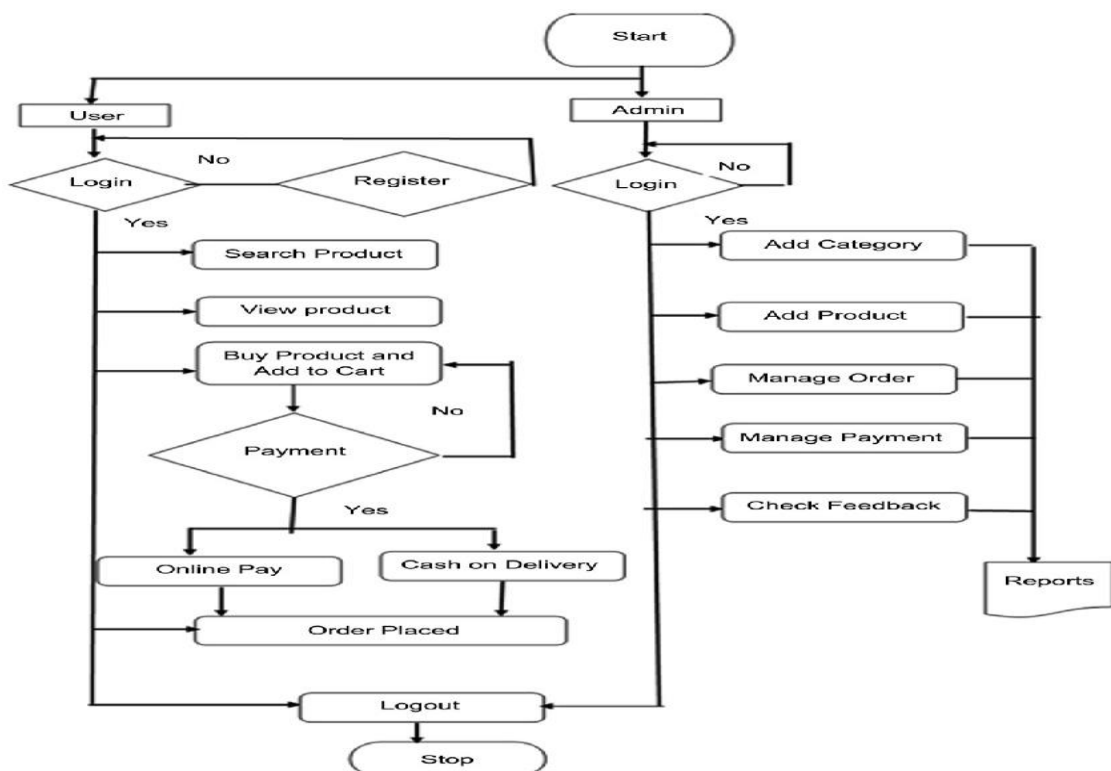 Start
User
Admin
No
Login
Register
No
Login
Yes
Yes
Search Product
Add Category
View product
Add Product
Buy Product and
Add to Cart
Manage Order
No
Payment
Manage Payment
Yes
Check Feedback
Online Pay
Cash on Delivery
Reports
Order Placed
Logout
Stop